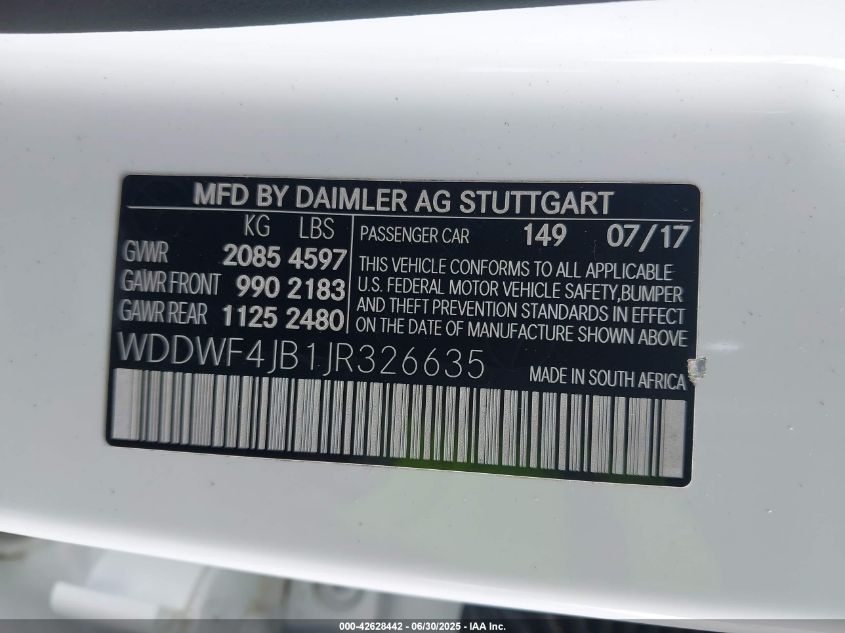 MFD BY DAIMLER AG STUTTGART
KG LBS
GVWR 2085 4597
GAWR FRONT 990 2183
GAWR REAR 1125 2480
PASSENGER CAR 149 07/17
THIS VEHICLE CONFORMS TO ALL APPLICABLE
U.S. FEDERAL MOTOR VEHICLE SAFETY, BUMPER
AND THEFT PREVENTION STANDARDS IN EFFECT
ON THE DATE OF MANUFACTURE SHOWN ABOVE
WDDWF4JB1JR326635
MADE IN SOUTH AFRICA
000-42628442 - 06/30/2025 - IAA Inc.